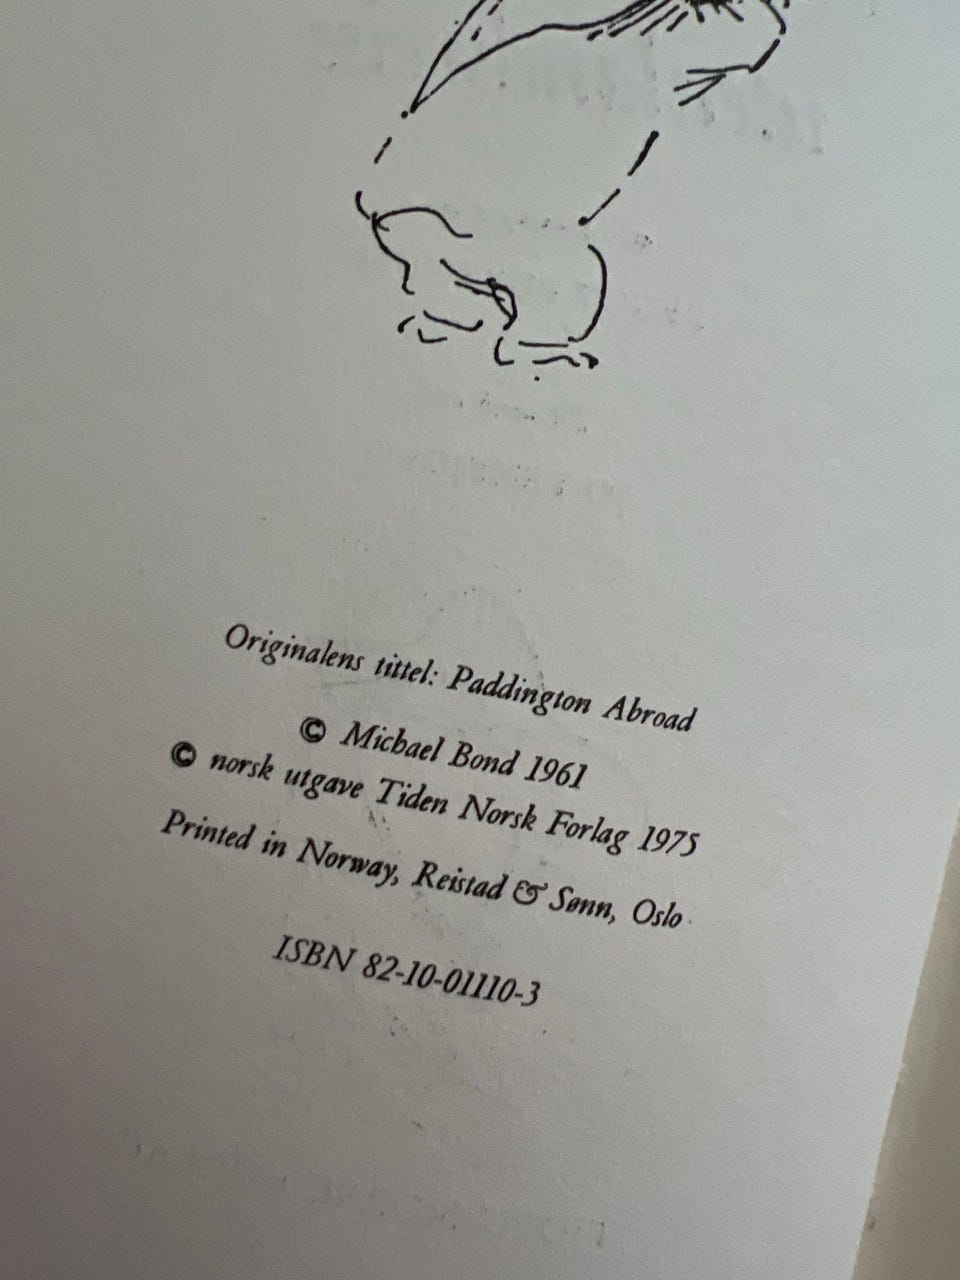 Originalens tittel: Paddington Abroad
© Michael Bond 1961
© norsk utgave Tiden Norsk Forlag 1975
Printed in Norway, Reistad & Sønn, Oslo
ISBN 82-10-01110-3